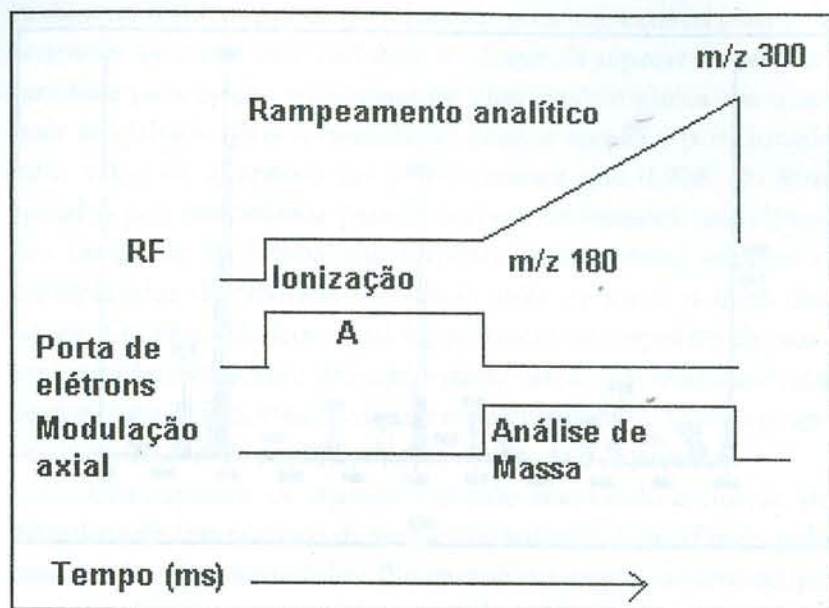 m/z 300
Rampeamento analítico
RF
m/z 180
Ionização
A
Porta de
elétrons
Modulação
axial
Análise de
Massa
Tempo (ms)